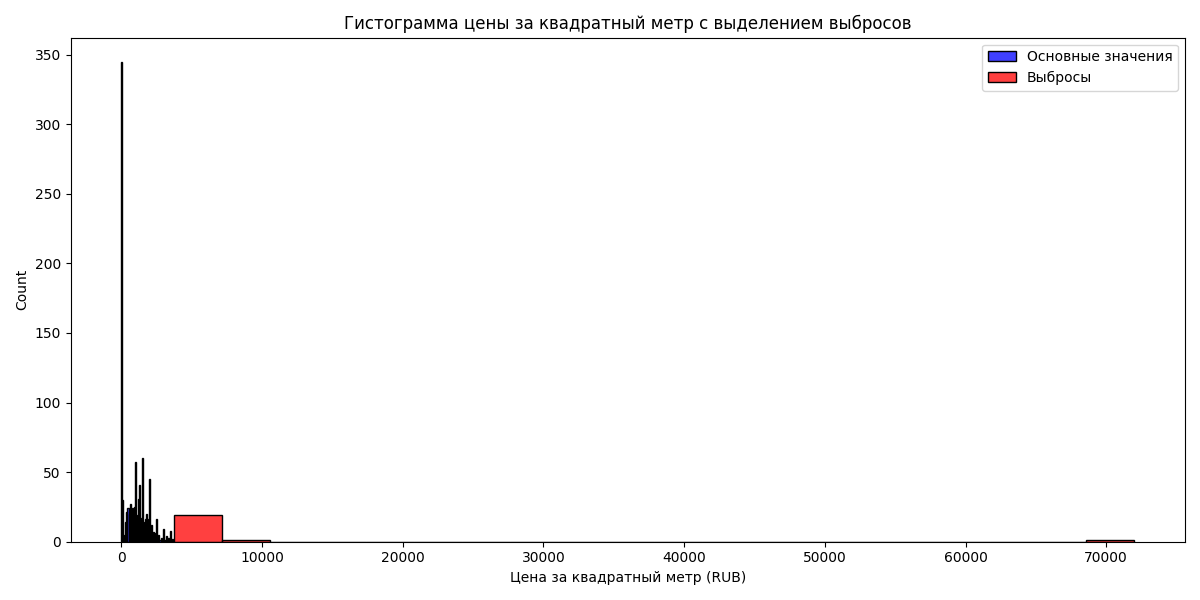 Гистограмма цены за квадратный метр с выделением выбросов
Основные значения
Выбросы
350
300
250
200
150
100
50
0
Count
0 10000 20000 30000 40000 50000 60000 70000
Цена за квадратный метр (RUB)